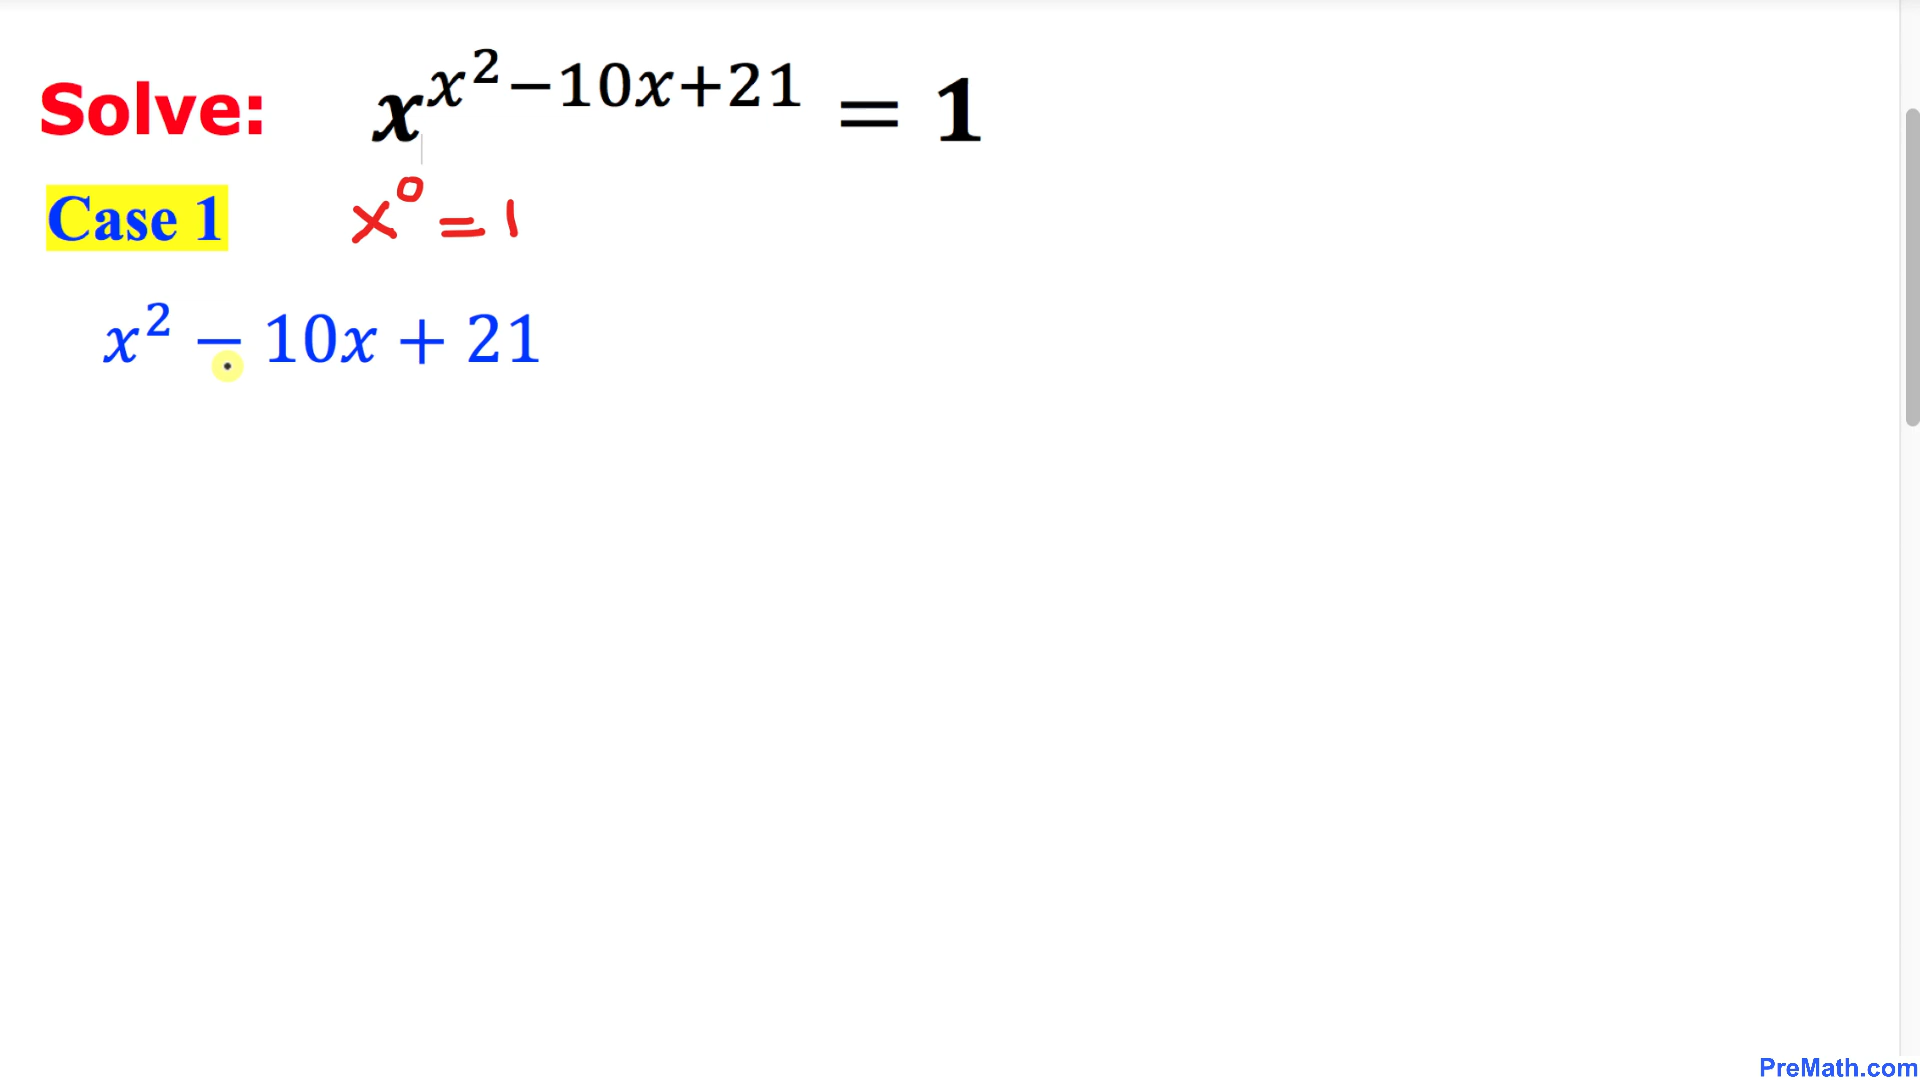 Solve: x^{x^2-10x+21} = 1
Case 1 x^0 = 1
x^2 - 10x + 21
PreMath.com